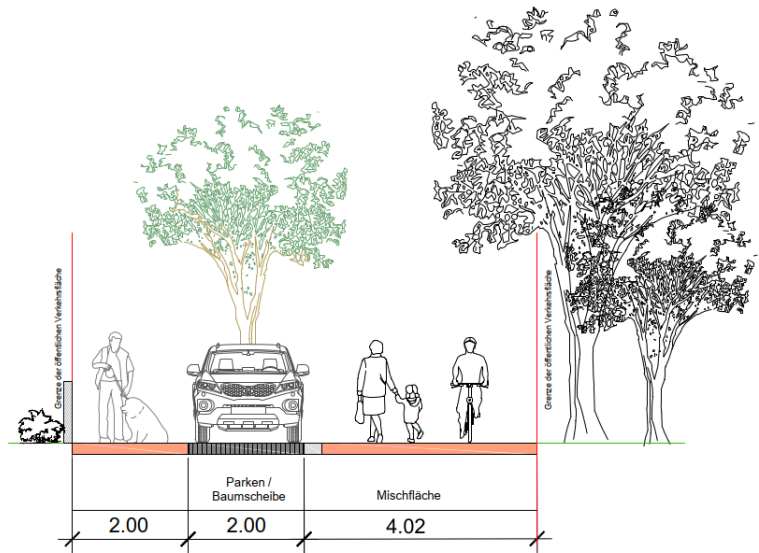 Grenze der öffentlichen Verkehrsfläche
Grenze der öffentlichen Verkehrsfläche
Parken /
Baumscheibe
Mischfläche
2.00
2.00
4.02